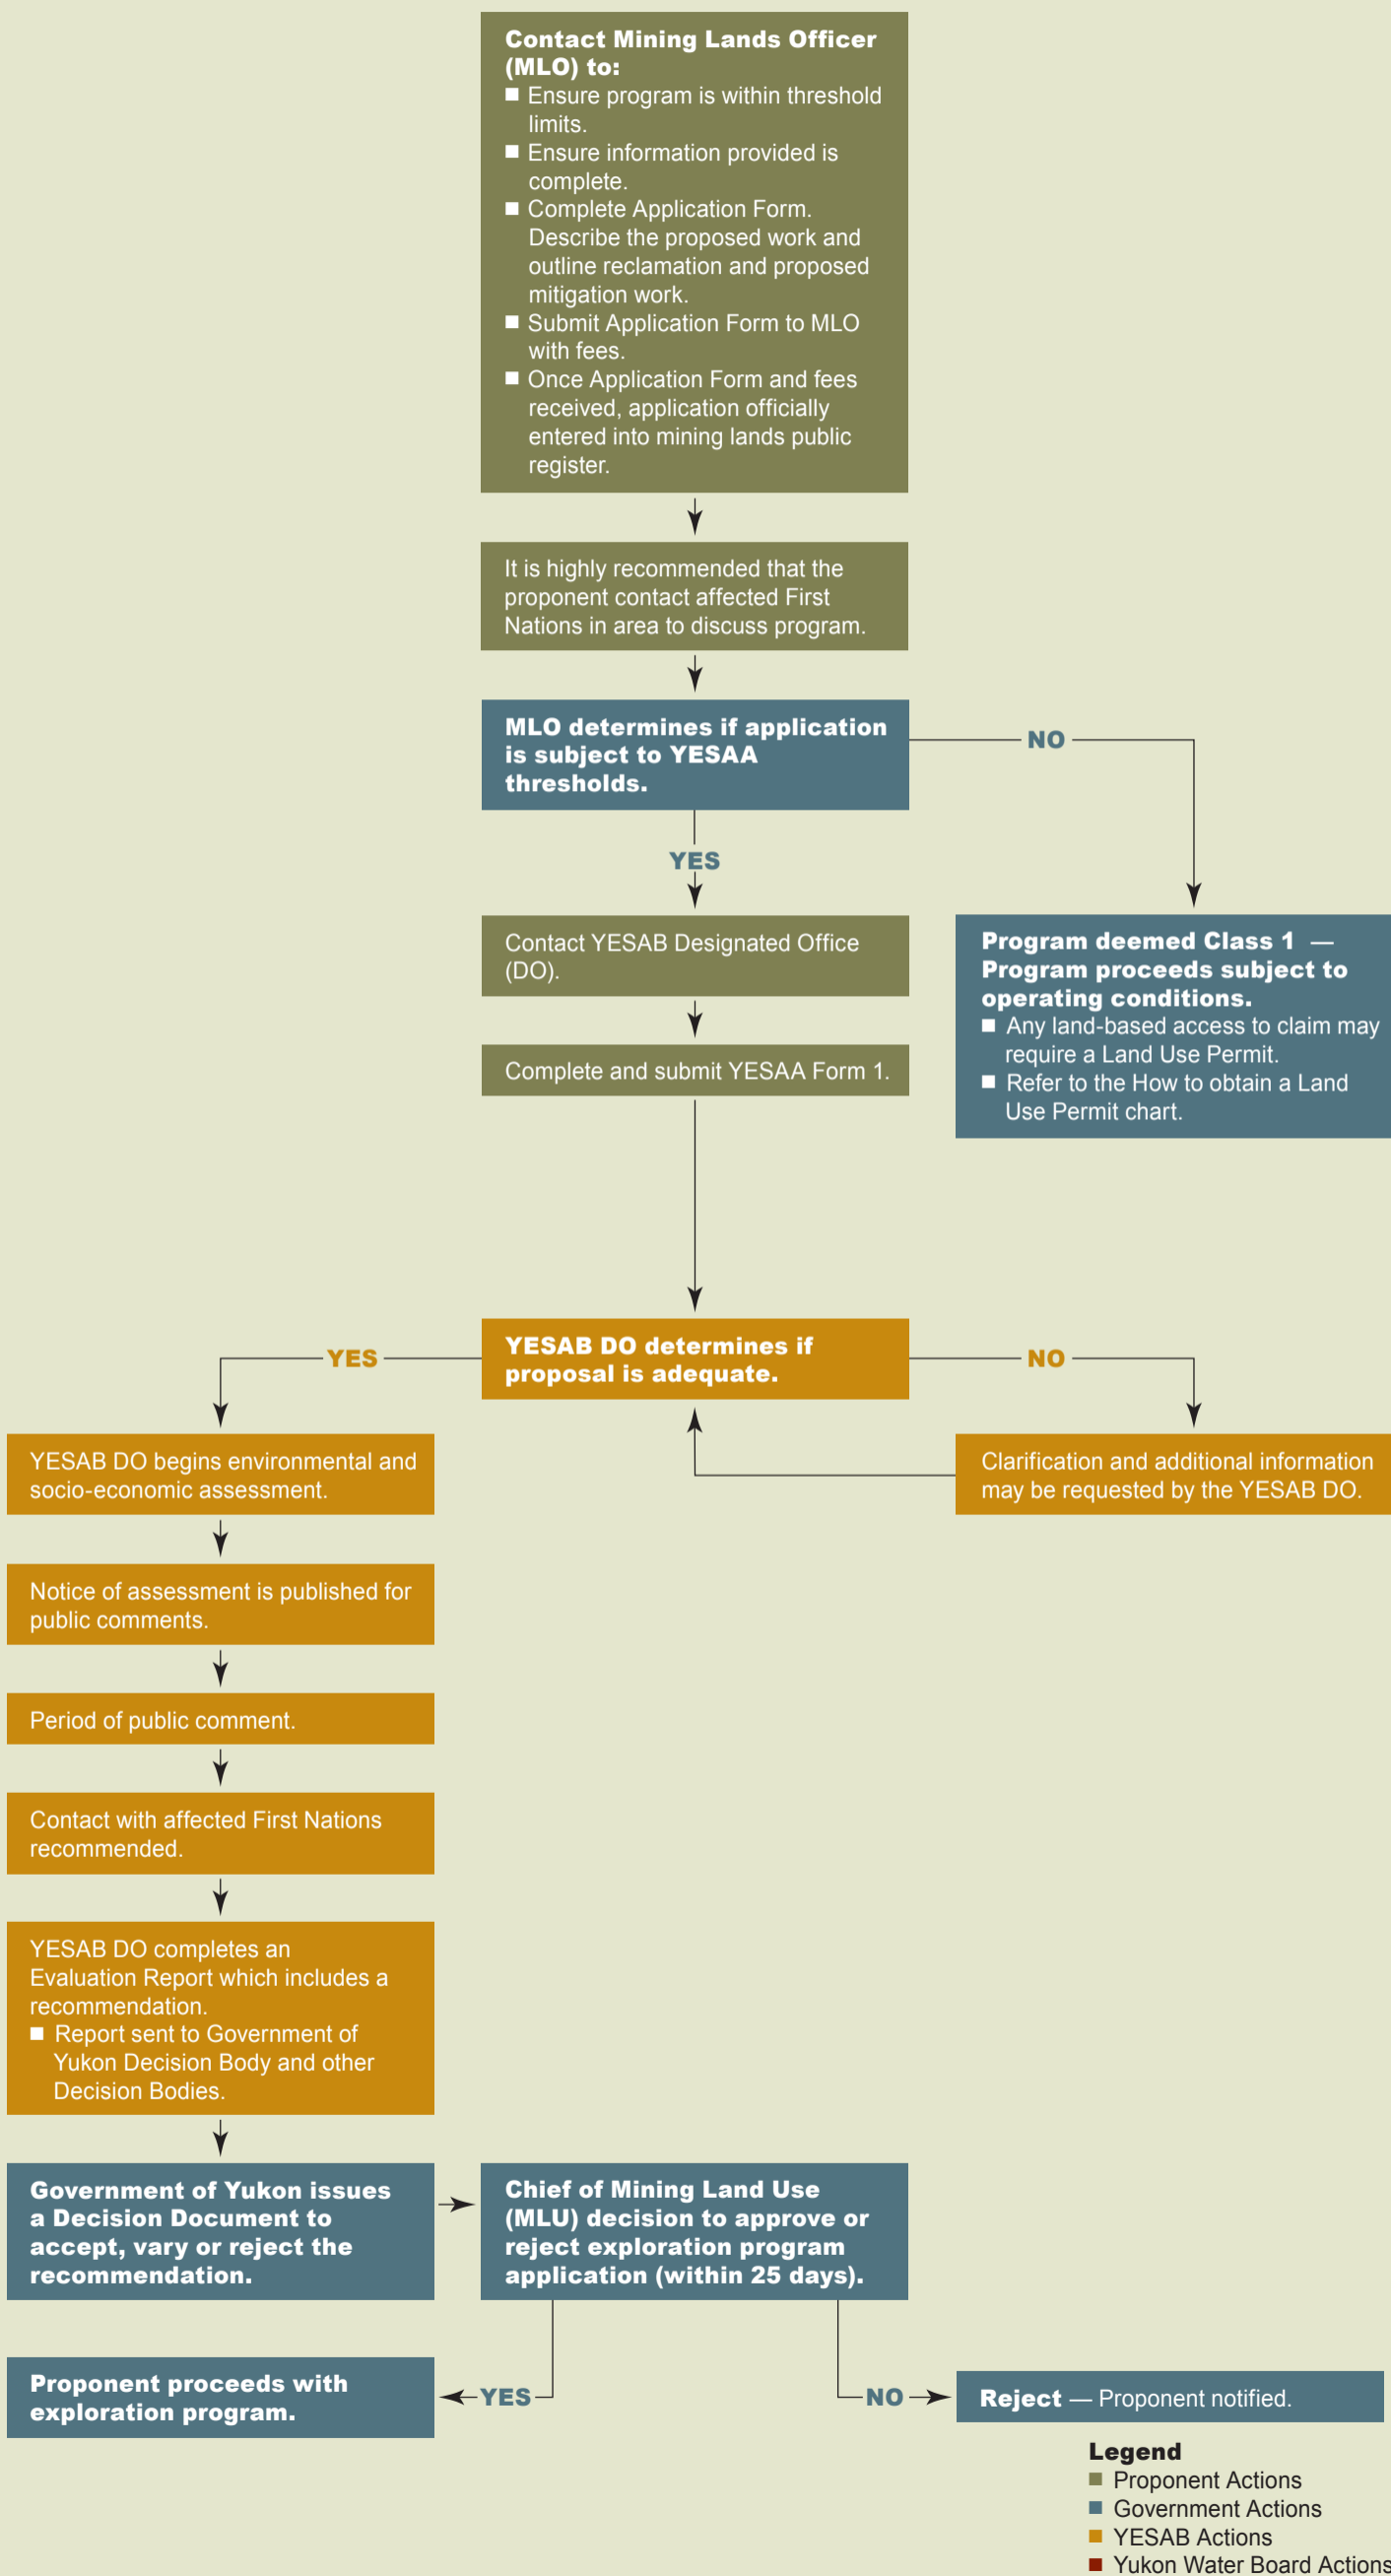 Contact Mining Lands Officer
(MLO) to:
■ Ensure program is within threshold
limits.
■ Ensure information provided is
complete.
■ Complete Application Form.
Describe the proposed work and
outline reclamation and proposed
mitigation work.
■ Submit Application Form to MLO
with fees.
■ Once Application Form and fees
received, application officially
entered into mining lands public
register.
It is highly recommended that the
proponent contact affected First
Nations in area to discuss program.
MLO determines if application
is subject to YESAA
thresholds.
NO
YES
Contact YESAB Designated Office
(DO).
Complete and submit YESAA Form 1.
Program deemed Class 1 —
Program proceeds subject to
operating conditions.
■ Any land-based access to claim may
require a Land Use Permit.
■ Refer to the How to obtain a Land
Use Permit chart.
YESAB DO determines if
proposal is adequate.
YES
NO
YESAB DO begins environmental and
socio-economic assessment.
Clarification and additional information
may be requested by the YESAB DO.
Notice of assessment is published for
public comments.
Period of public comment.
Contact with affected First Nations
recommended.
YESAB DO completes an
Evaluation Report which includes a
recommendation.
■ Report sent to Government of
Yukon Decision Body and other
Decision Bodies.
Government of Yukon issues
a Decision Document to
accept, vary or reject the
recommendation.
Chief of Mining Land Use
(MLU) decision to approve or
reject exploration program
application (within 25 days).
Proponent proceeds with
exploration program.
YES
NO
Reject — Proponent notified.
Legend
■ Proponent Actions
■ Government Actions
■ YESAB Actions
■ Yukon Water Board Actions